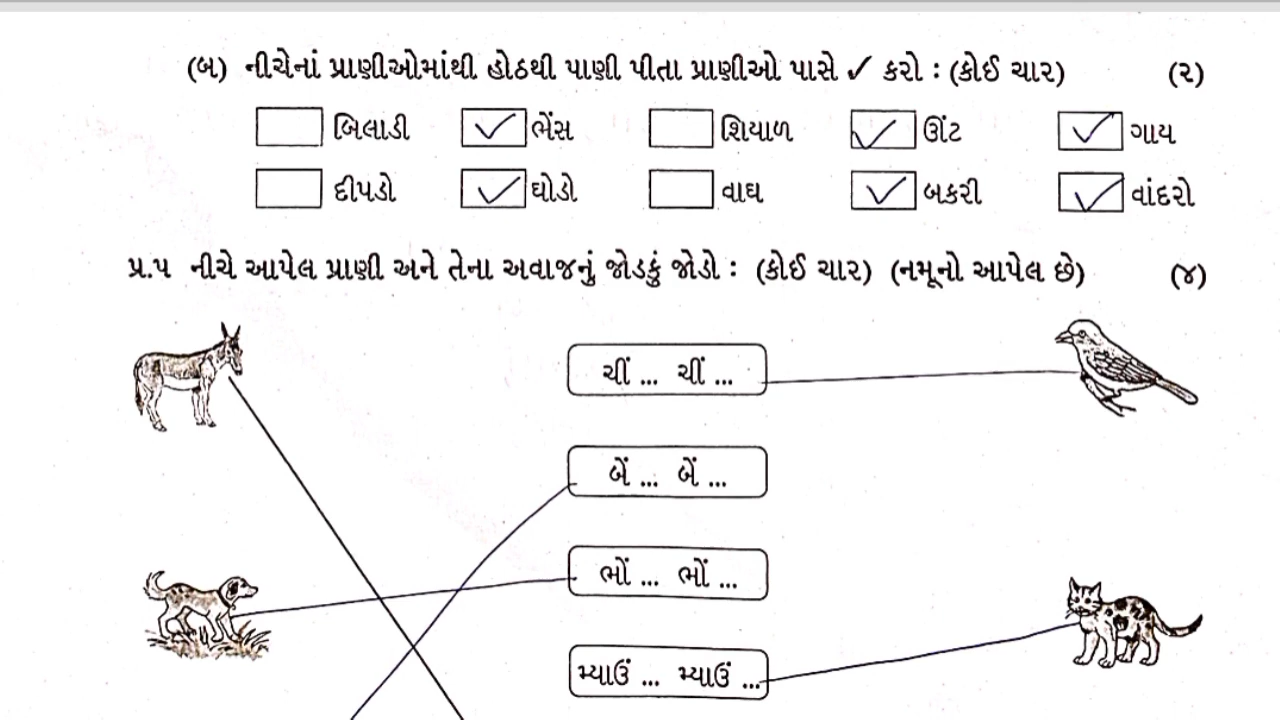 (બ) નીચેનાં પ્રાણીઓમાંથી હોઠથી પાણી પીતા પ્રાણીઓ પાસે ✓ કરો : (કોઈ ચાર) (૨)
બિલાડી ✓ ભેંસ શિયાળ ✓ ઊંટ ✓ ગાય
દીપડો ✓ ઘોડો વાઘ ✓ બકરી ✓ વાંદરો
પ્ર.૫ નીચે આપેલ પ્રાણી અને તેના અવાજનું જોડકું જોડો : (કોઈ ચાર) (નમૂનો આપેલ છે) (૪)
ચીં ... ચીં ...
બેં ... બેં ...
ભોં ... ભોં ...
મ્યાઉં ... મ્યાઉં ...